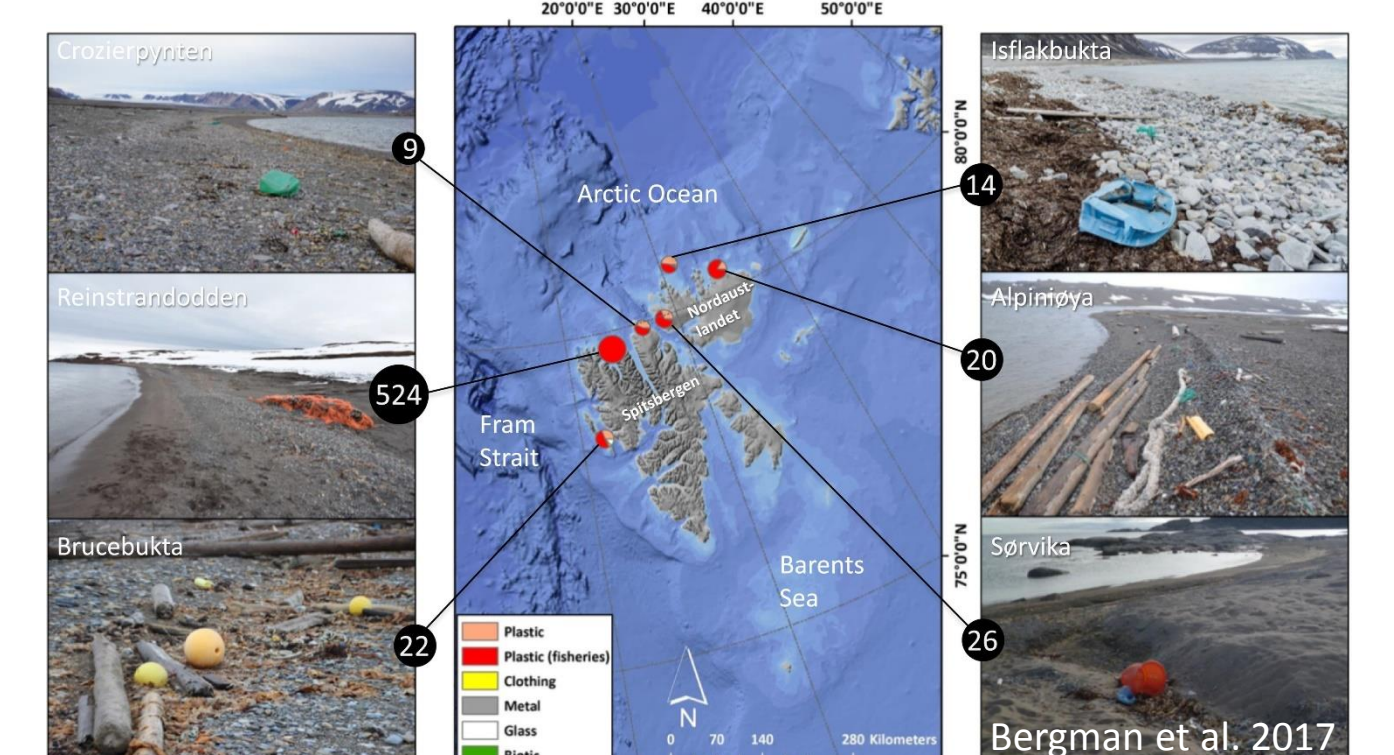 20°0'0"E 30°0'0"E 40°0'0"E 50°0'0"E
Crozierpynten
Isflakbukta
80°0'0"N
9
14
Arctic Ocean
Reinstrandodden
Alpiniøya
Nordaust-
landet
20
524
Spitsbergen
Fram
Strait
Brucebukta
Sørvika
75°0'0"N
Barents
Sea
22
26
Plastic
Plastic (fisheries)
Clothing
Metal
Glass
Biotic
N
0 70 140 280 Kilometers
Bergman et al. 2017